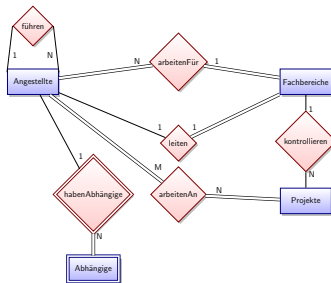 führen
1
N
Angestellte
N
arbeitenFür
1
Fachbereiche
1
leiten
1
1
kontrollieren
N
1
habenAbhängige
N
M
arbeitenAn
N
Projekte
Abhängige